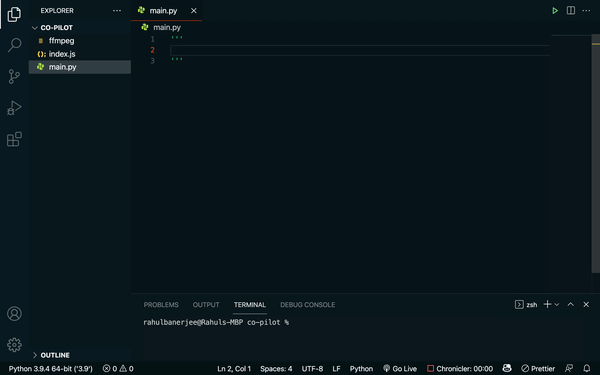 EXPLORER ···
CO-PILOT
ffmpeg
index.js
main.py
OUTLINE
main.py
main.py
1 '''
2
3 '''
PROBLEMS OUTPUT TERMINAL DEBUG CONSOLE zsh
rahulbanerjee@Rahuls-MBP co-pilot %
Python 3.9.4 64-bit ('3.9') 0 0 Ln 2, Col 1 Spaces: 4 UTF-8 LF Python Go Live Chronicler: 00:00 Prettier